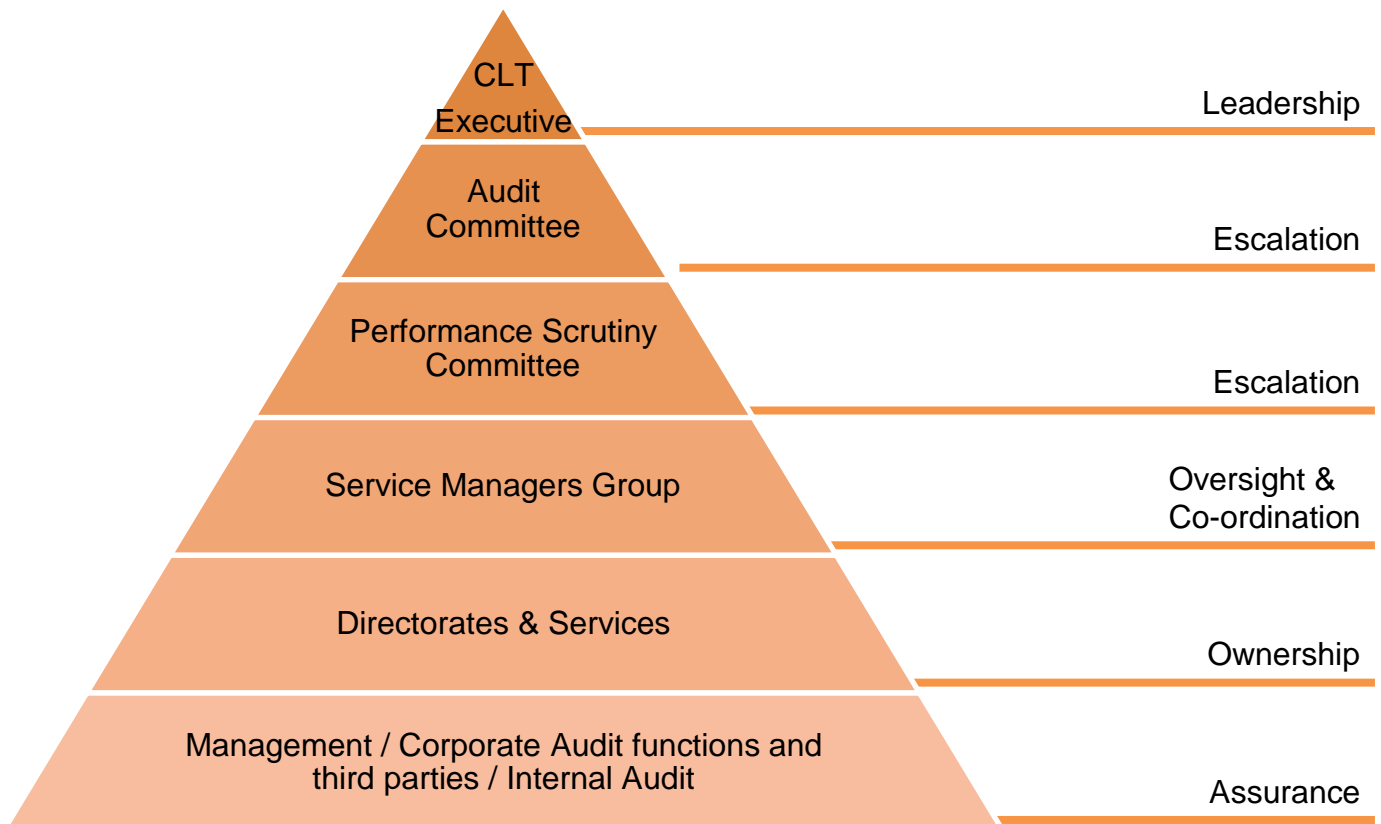 CLT
Executive
Leadership
Audit
Committee
Escalation
Performance Scrutiny
Committee
Escalation
Service Managers Group
Oversight &
Co-ordination
Directorates & Services
Ownership
Management / Corporate Audit functions and
third parties / Internal Audit
Assurance